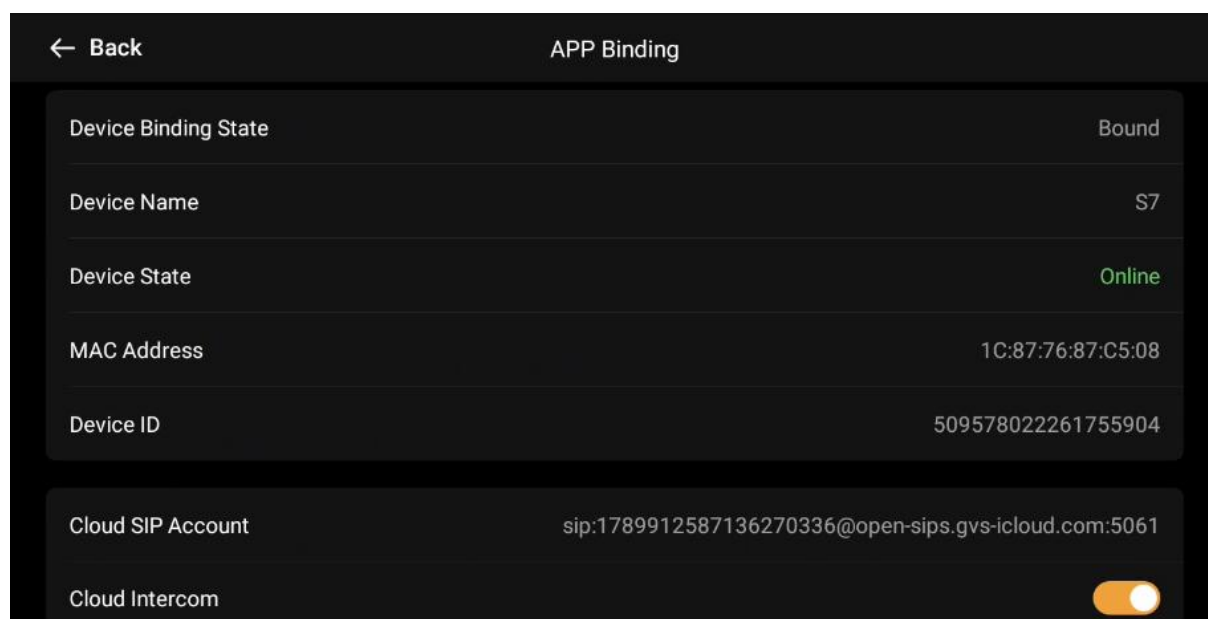 ← Back APP Binding
Device Binding State Bound
Device Name S7
Device State Online
MAC Address 1C:87:76:87:C5:08
Device ID 509578022261755904
Cloud SIP Account sip:1789912587136270336@open-sips.gvs-icloud.com:5061
Cloud Intercom